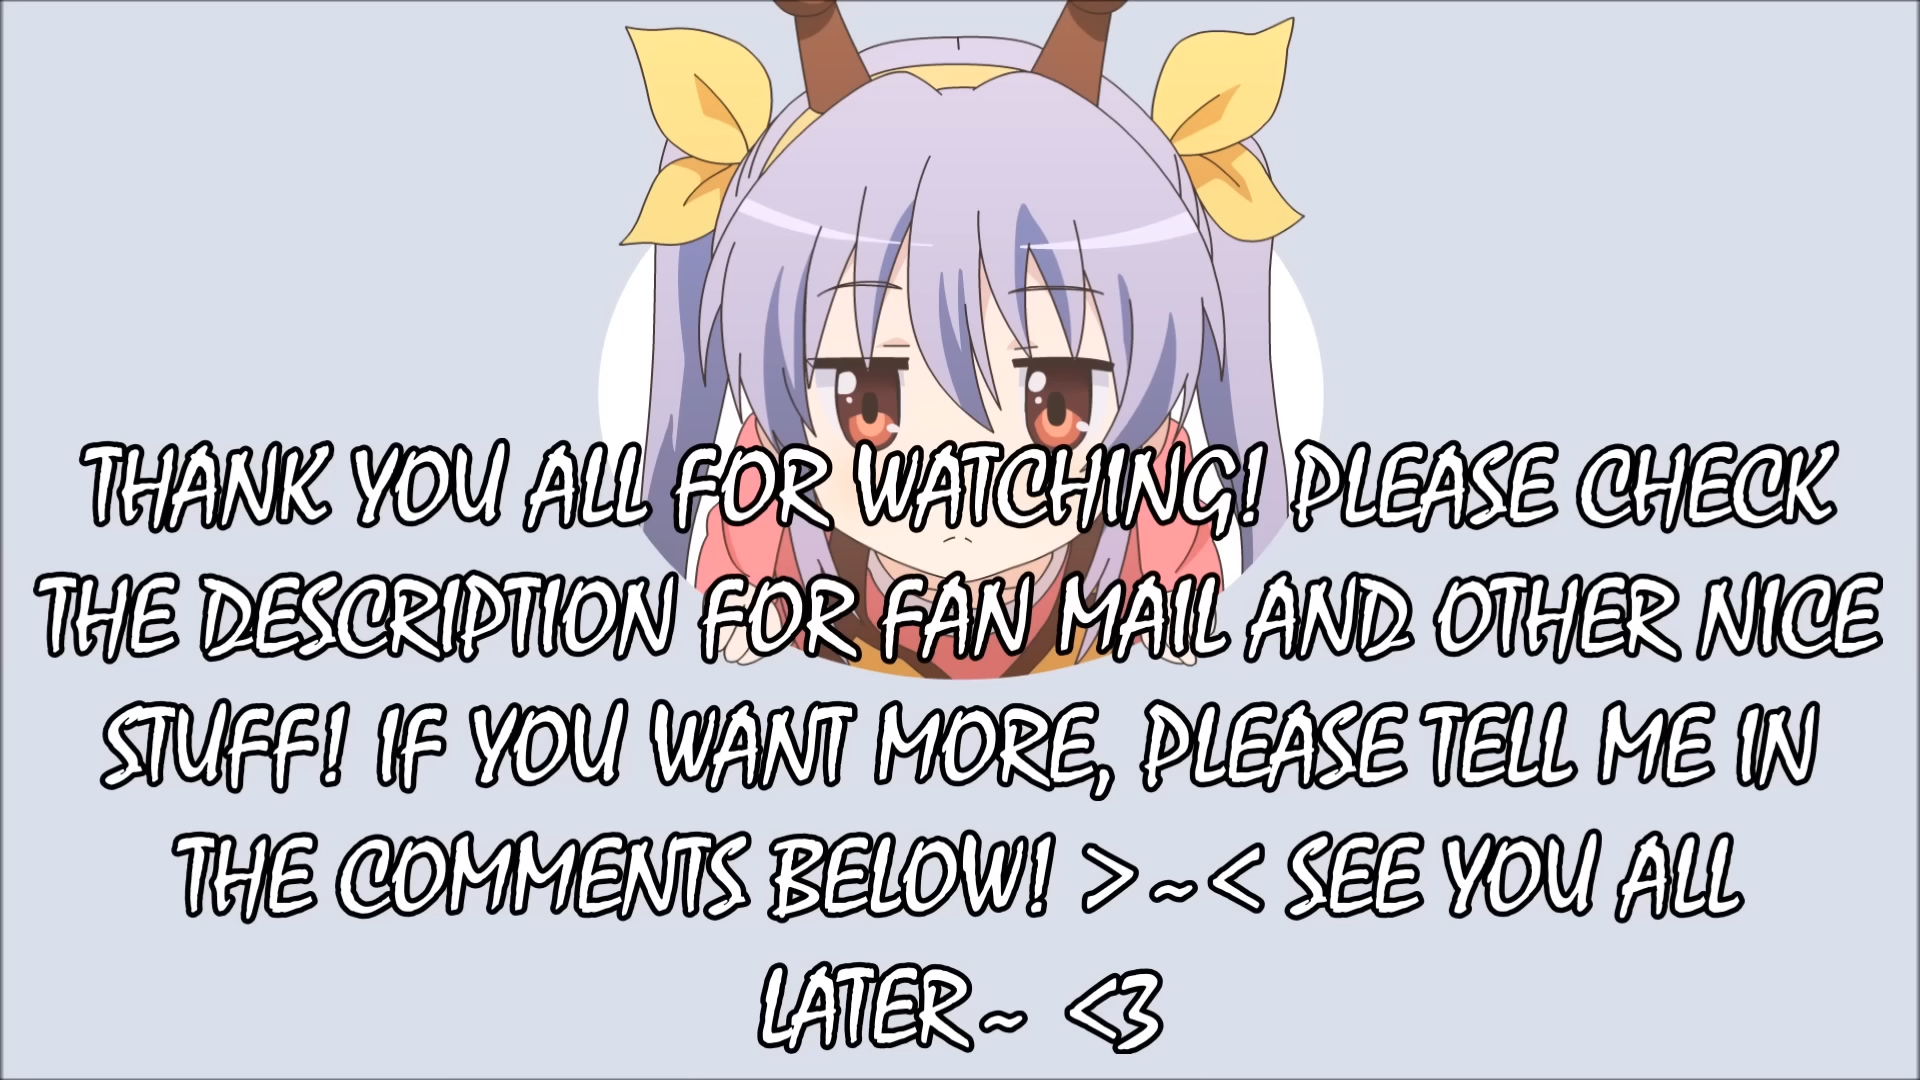 THANK YOU ALL FOR WATCHING! PLEASE CHECK
THE DESCRIPTION FOR FAN MAIL AND OTHER NICE
STUFF! IF YOU WANT MORE, PLEASE TELL ME IN
THE COMMENTS BELOW! >~< SEE YOU ALL
LATER~ <3